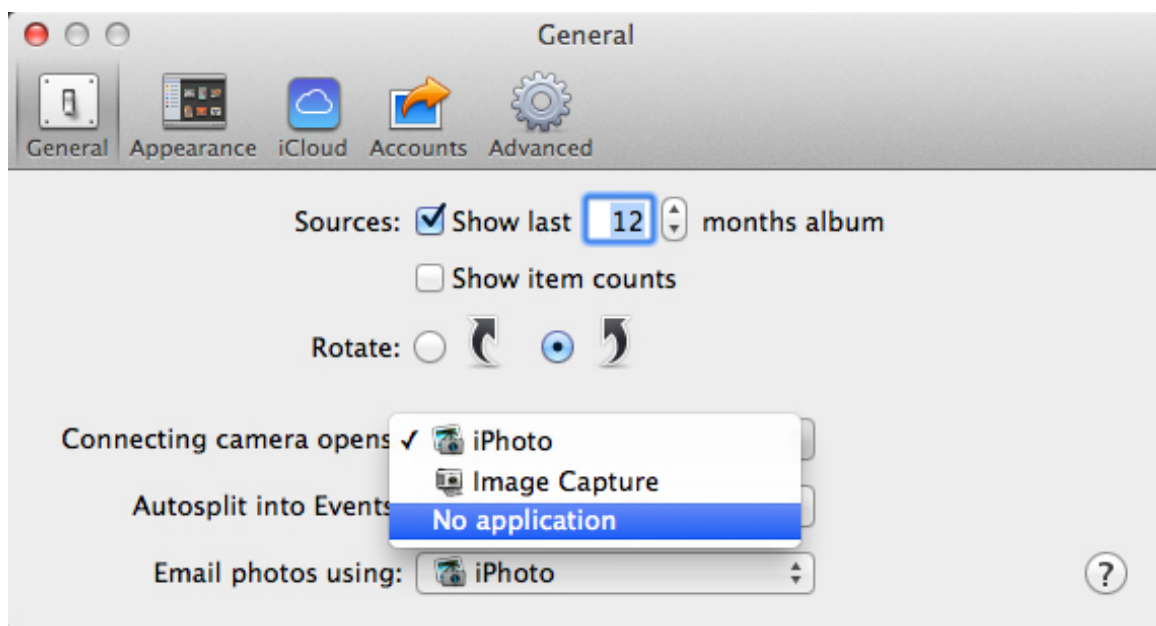 General
General Appearance iCloud Accounts Advanced
Sources: Show last 12 months album
Show item counts
Rotate:
Connecting camera opens ✓ iPhoto
Image Capture
Autosplit into Events
No application
Email photos using: iPhoto ?